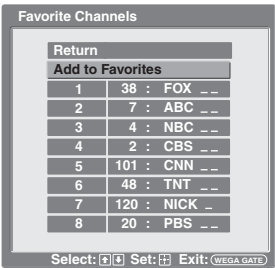 Favorite Channels
Return
Add to Favorites
1 38 : FOX _ _
2 7 : ABC _ _
3 4 : NBC _ _
4 2 : CBS _ _
5 101 : CNN _ _
6 48 : TNT _ _
7 120 : NICK _
8 20 : PBS _ _
Select: Set: Exit: WEGA GATE